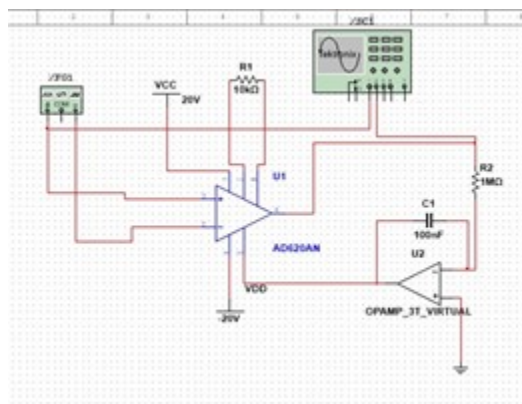 XSC1
Tektronix
XFG1
VCC
20V
R1
10kΩ
U1
R2
1MΩ
C1
100nF
U2
AD620AN
VDD
-20V
OPAMP_3T_VIRTUAL